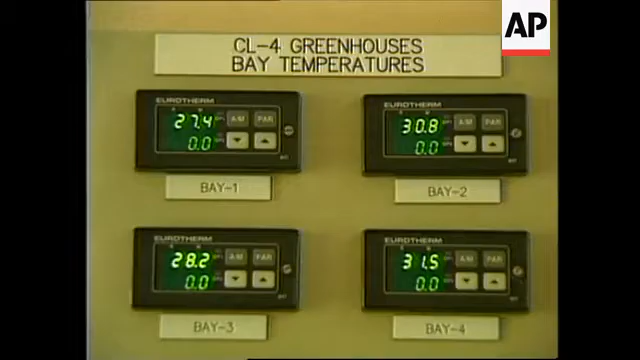 AP
CL-4 GREENHOUSES
BAY TEMPERATURES
EUROTHERM
27.4
A/M PAR
0.0
BAY-1
EUROTHERM
30.8
A/M PAR
0.0
BAY-2
EUROTHERM
28.2
A/M PAR
0.0
BAY-3
EUROTHERM
31.5
A/M PAR
0.0
BAY-4